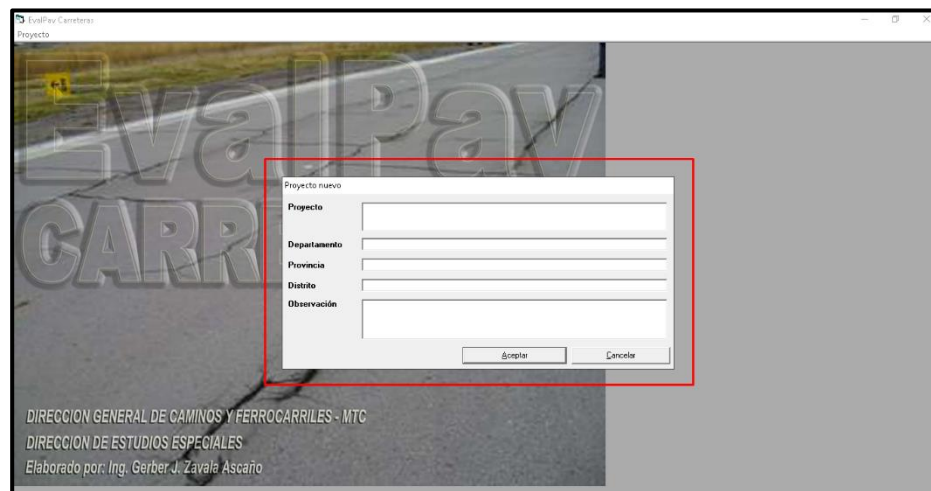 EvalPav Carreteras
Proyecto
EvalPav
CARR
Proyecto nuevo
Proyecto
Departamento
Provincia
Distrito
Observación
Aceptar
Cancelar
DIRECCION GENERAL DE CAMINOS Y FERROCARRILES - MTC
DIRECCION DE ESTUDIOS ESPECIALES
Elaborado por: Ing. Gerber J. Zavala Ascaño